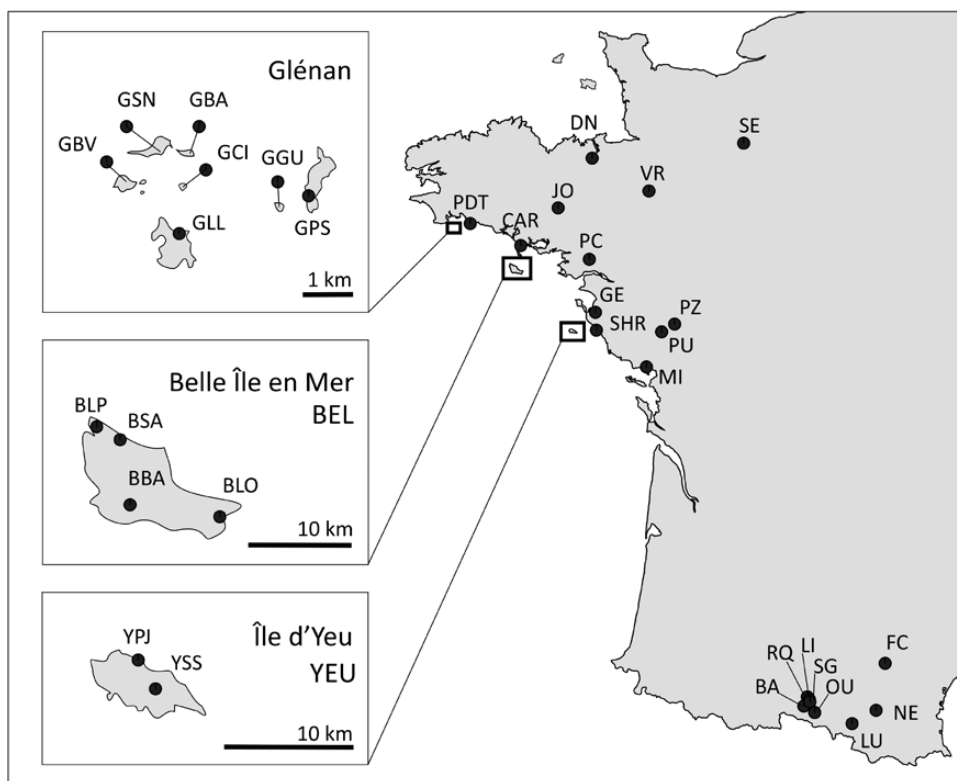 Glénan
GSN
GBA
GBV
GCI
GGU
GLL
GPS
1 km
Belle Île en Mer
BEL
BLP
BSA
BBA
BLO
10 km
Île d’Yeu
YEU
YPJ
YSS
10 km
DN
SE
VR
JO
PDT
CAR
PC
GE
PZ
SHR
PU
MI
LI
FC
RQ
SG
BA
OU
NE
LU